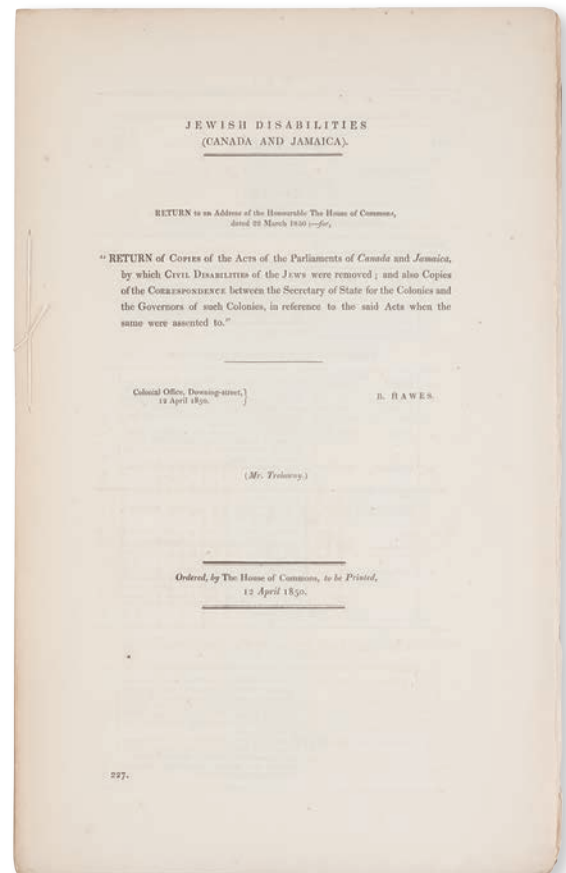 JEWISH DISABILITIES
(CANADA AND JAMAICA).
RETURN to an Address of the Honourable The House of Commons,
dated 22 March 1850;—for,
“RETURN of COPIES of the ACTS of the Parliaments of Canada and Jamaica,
by which CIVIL DISABILITIES of the JEWS were removed; and also Copies
of the CORRESPONDENCE between the Secretary of State for the Colonies and
the Governors of such Colonies, in reference to the said Acts when the
same were assented to.”
Colonial Office, Downing-street,}
12 April 1850.
B. HAWES.
(Mr. Trelawny.)
Ordered, by The House of Commons, to be Printed,
12 April 1850.
227.